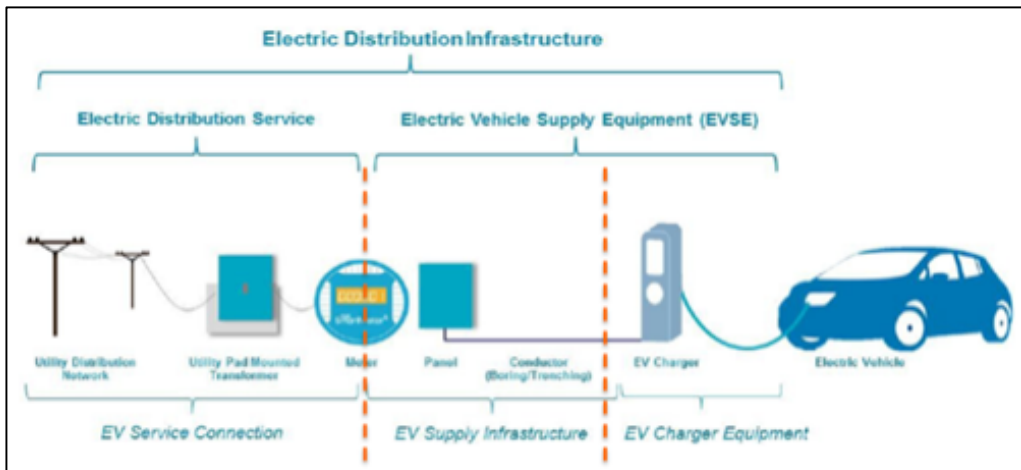 Electric Distribution Infrastructure
Electric Distribution Service
Electric Vehicle Supply Equipment (EVSE)
Utility Distribution
Network
Utility Pad Mounted
Transformer
Meter
Panel
Conductor
(Boring/Trenching)
EV Charger
Electric Vehicle
EV Service Connection
EV Supply Infrastructure
EV Charger Equipment